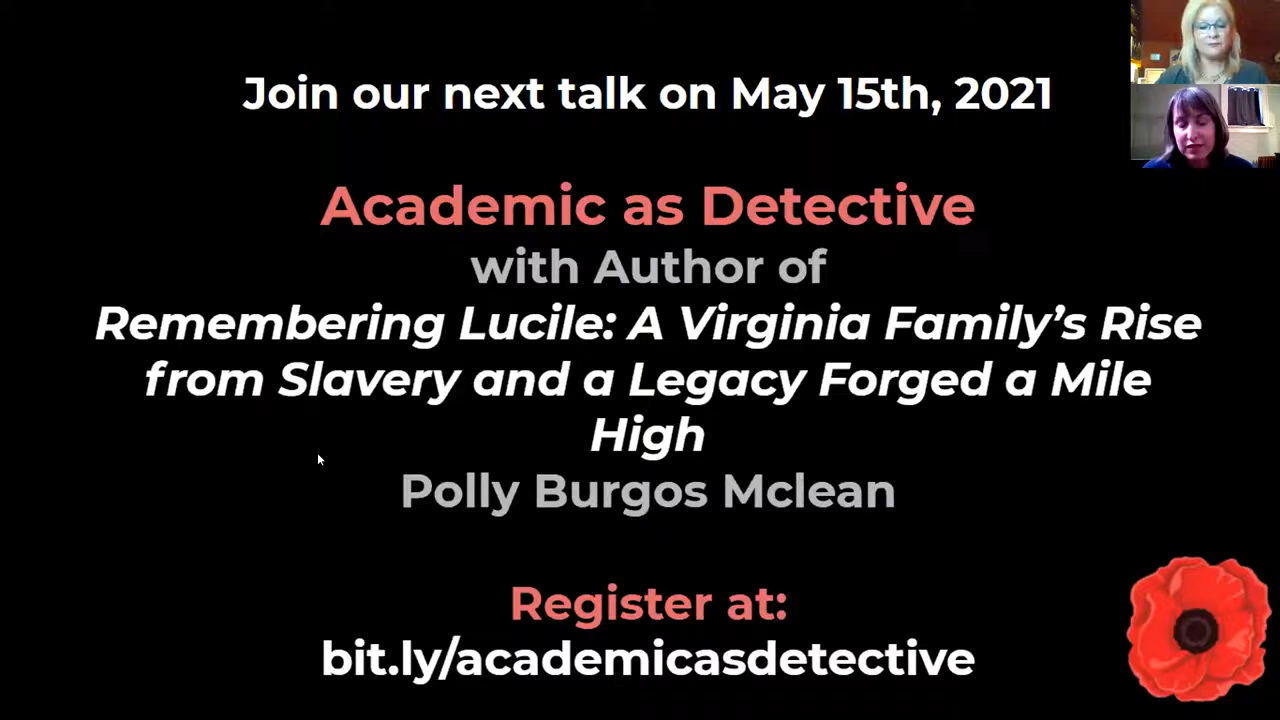 Join our next talk on May 15th, 2021
Academic as Detective
with Author of
Remembering Lucile: A Virginia Family’s Rise
from Slavery and a Legacy Forged a Mile
High
Polly Burgos Mclean
Register at:
bit.ly/academicasdetective